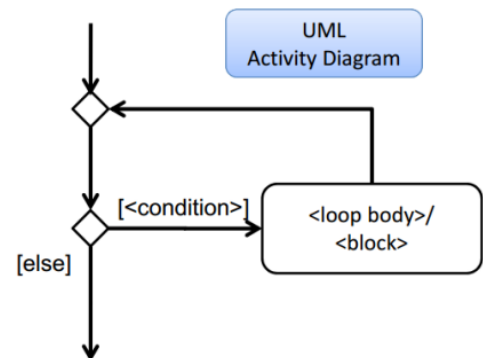 UML
Activity Diagram
[<condition>]
<loop body>/
<block>
[else]